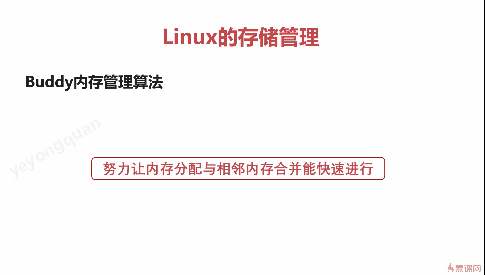 Linux的存储管理
Buddy内存管理算法
yeyongquan
努力让内存分配与相邻内存合并能快速进行
慕课网